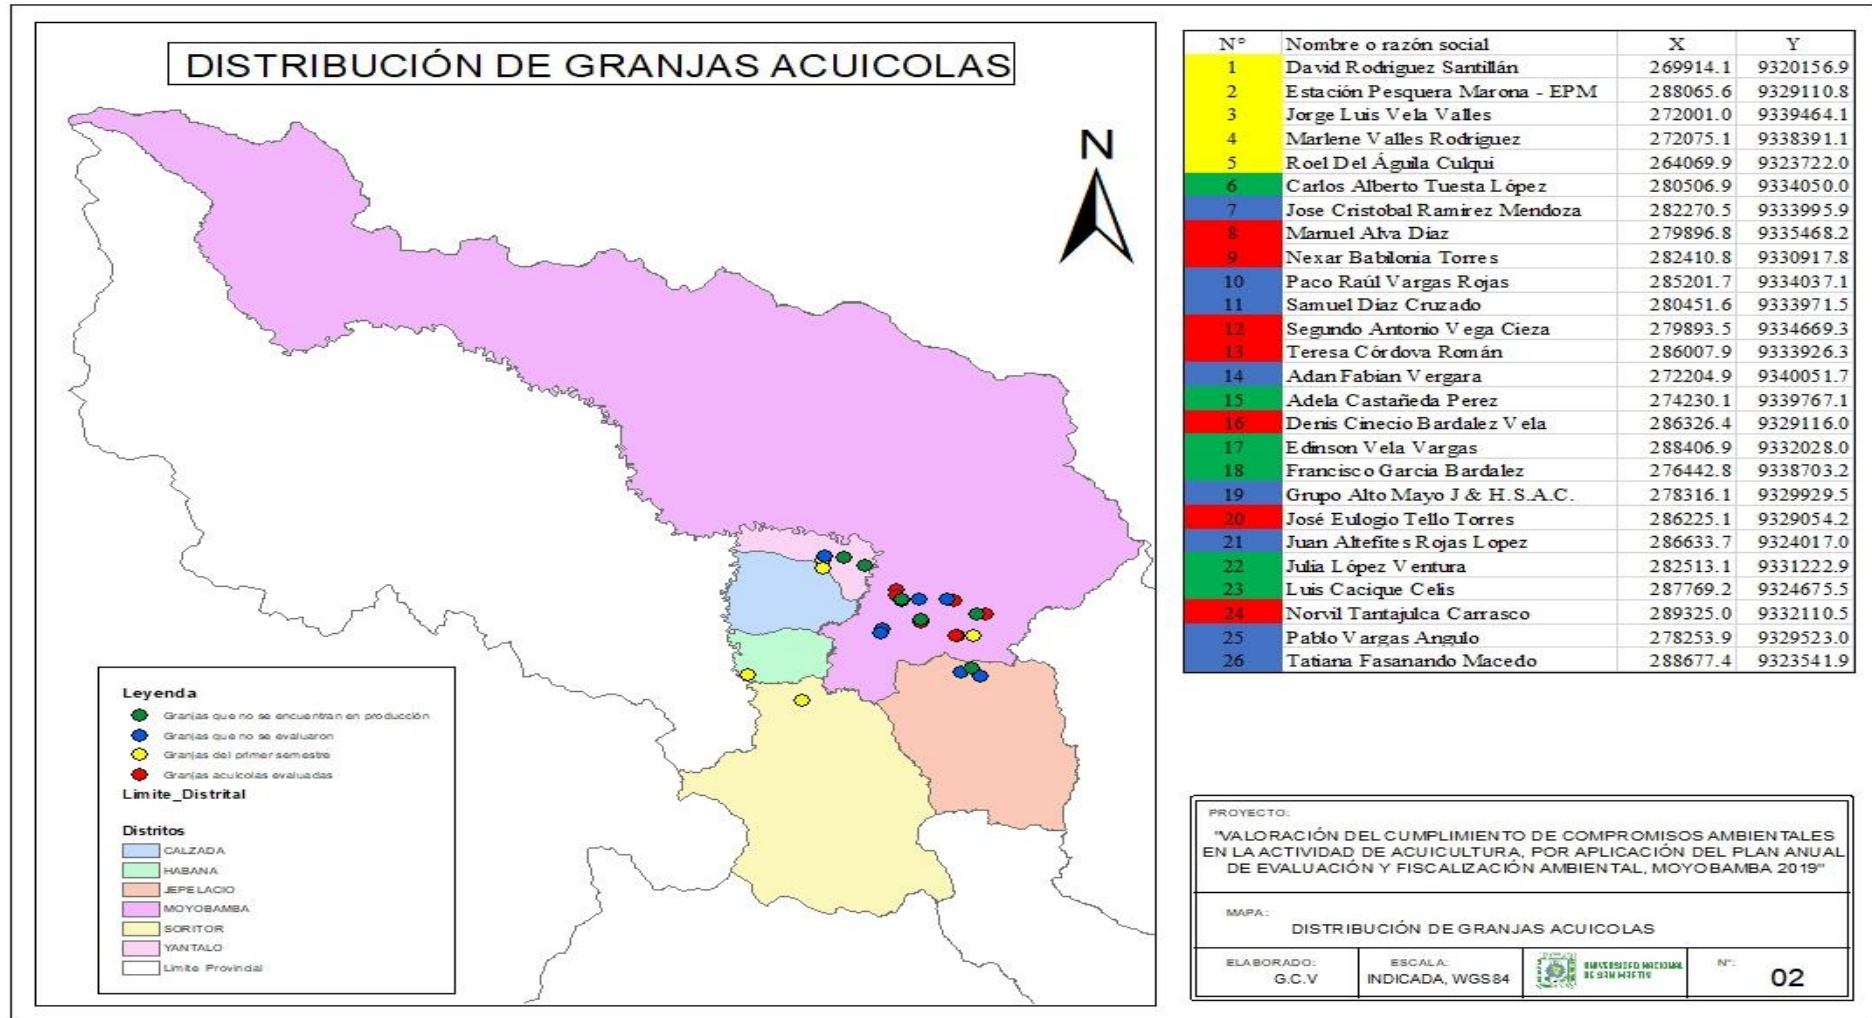 DISTRIBUCIÓN DE GRANJAS ACUICOLAS
N
Leyenda
Granjas que no se encuentran en producción
Granjas que no se evaluaron
Granjas del primer semestre
Granjas acuicolas evaluadas
Limite_Distrital
Distritos
CALZADA
HABANA
JEPELACIO
MOYOBAMBA
SORITOR
YANTALO
Limite Provincial
N° Nombre o razón social X Y
1 David Rodriguez Santillán 269914.1 9320156.9
2 Estación Pesquera Marona - EPM 288065.6 9329110.8
3 Jorge Luis Vela Valles 272001.0 9339464.1
4 Marlene Valles Rodriguez 272075.1 9338391.1
5 Roel Del Águila Culqui 264069.9 9323722.0
6 Carlos Alberto Tuesta López 280506.9 9334050.0
7 Jose Cristobal Ramirez Mendoza 282270.5 9333995.9
8 Manuel Alva Diaz 279896.8 9335468.2
9 Nexar Babilonia Torres 282410.8 9330917.8
10 Paco Raúl Vargas Rojas 285201.7 9334037.1
11 Samuel Diaz Cruzado 280451.6 9333971.5
12 Segundo Antonio Vega Cieza 279893.5 9334669.3
13 Teresa Córdova Román 286007.9 9333926.3
14 Adan Fabian Vergara 272204.9 9340051.7
15 Adela Castañeda Perez 274230.1 9339767.1
16 Denis Cinecio Bardalez Vela 286326.4 9329116.0
17 Edinson Vela Vargas 288406.9 9332028.0
18 Francisco Garcia Bardalez 276442.8 9338703.2
19 Grupo Alto Mayo J & H.S.A.C. 278316.1 9329929.5
20 José Eulogio Tello Torres 286225.1 9329054.2
21 Juan Altefites Rojas Lopez 286633.7 9324017.0
22 Julia López Ventura 282513.1 9331222.9
23 Luis Cacique Celis 287769.2 9324675.5
24 Norvil Tantajulca Carrasco 289325.0 9332110.5
25 Pablo Vargas Angulo 278253.9 9329523.0
26 Tatiana Fasanando Macedo 288677.4 9323541.9
PROYECTO:
"VALORACIÓN DEL CUMPLIMIENTO DE COMPROMISOS AMBIENTALES
EN LA ACTIVIDAD DE ACUICULTURA, POR APLICACIÓN DEL PLAN ANUAL
DE EVALUACIÓN Y FISCALIZACIÓN AMBIENTAL, MOYOBAMBA 2019"
MAPA:
DISTRIBUCIÓN DE GRANJAS ACUICOLAS
ELABORADO:
G.C.V
ESCALA:
INDICADA, WGS84
UNIVERSIDAD NACIONAL
DE SAN MARTIN
N°:
02